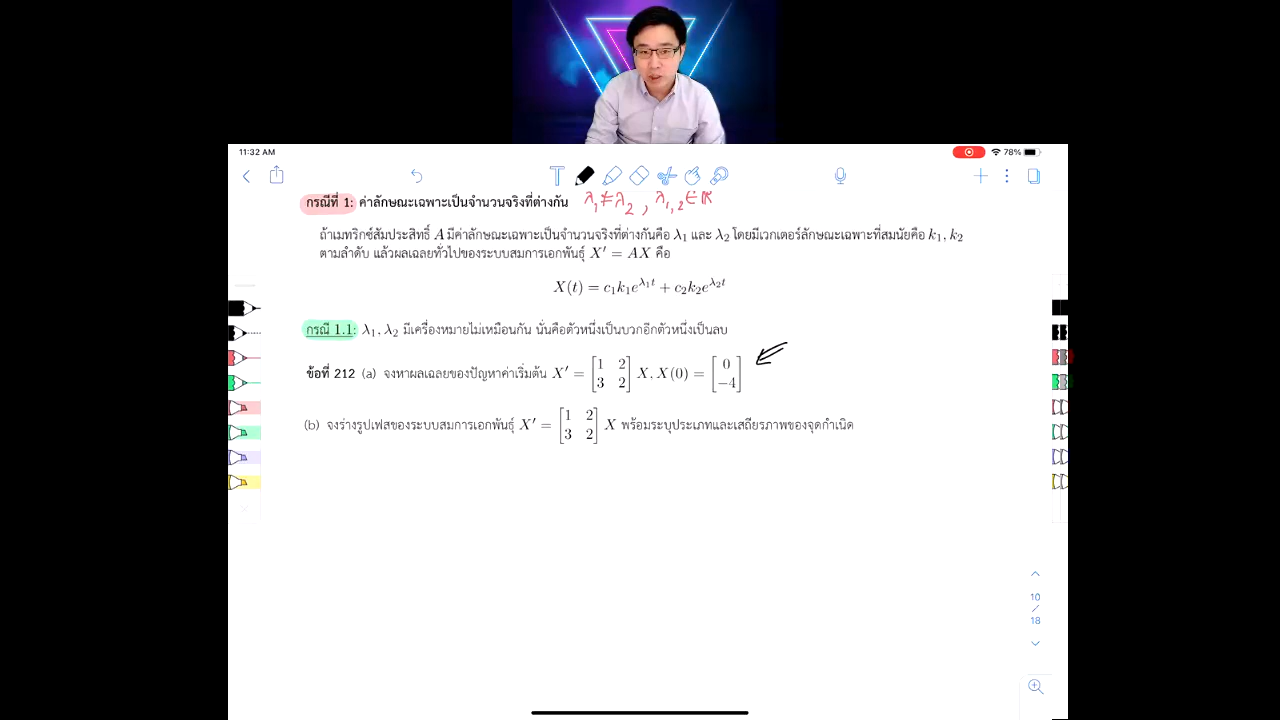 11:32 AM
78%
T
กรณีที่ 1: ค่าลักษณะเฉพาะเป็นจำนวนจริงที่ต่างกัน λ₁ ≠ λ₂ , λ₁,₂ ∈ ℝ
ถ้าเมทริกซ์สัมประสิทธิ์ A มีค่าลักษณะเฉพาะเป็นจำนวนจริงที่ต่างกันคือ λ₁ และ λ₂ โดยมีเวกเตอร์ลักษณะเฉพาะที่สมนัยคือ k₁, k₂
ตามลำดับ แล้วผลเฉลยทั่วไปของระบบสมการเอกพันธุ์ X′ = AX คือ
X(t) = c₁k₁e^{λ₁t} + c₂k₂e^{λ₂t}
กรณี 1.1: λ₁, λ₂ มีเครื่องหมายไม่เหมือนกัน นั่นคือตัวหนึ่งเป็นบวกอีกตัวหนึ่งเป็นลบ
ข้อที่ 212 (a) จงหาผลเฉลยของปัญหาค่าเริ่มต้น X′ = [1 2; 3 2] X, X(0) = [0; −4]
(b) จงร่างรูปเฟสของระบบสมการเอกพันธุ์ X′ = [1 2; 3 2] X พร้อมระบุประเภทและเสถียรภาพของจุดกำเนิด
10
/
18